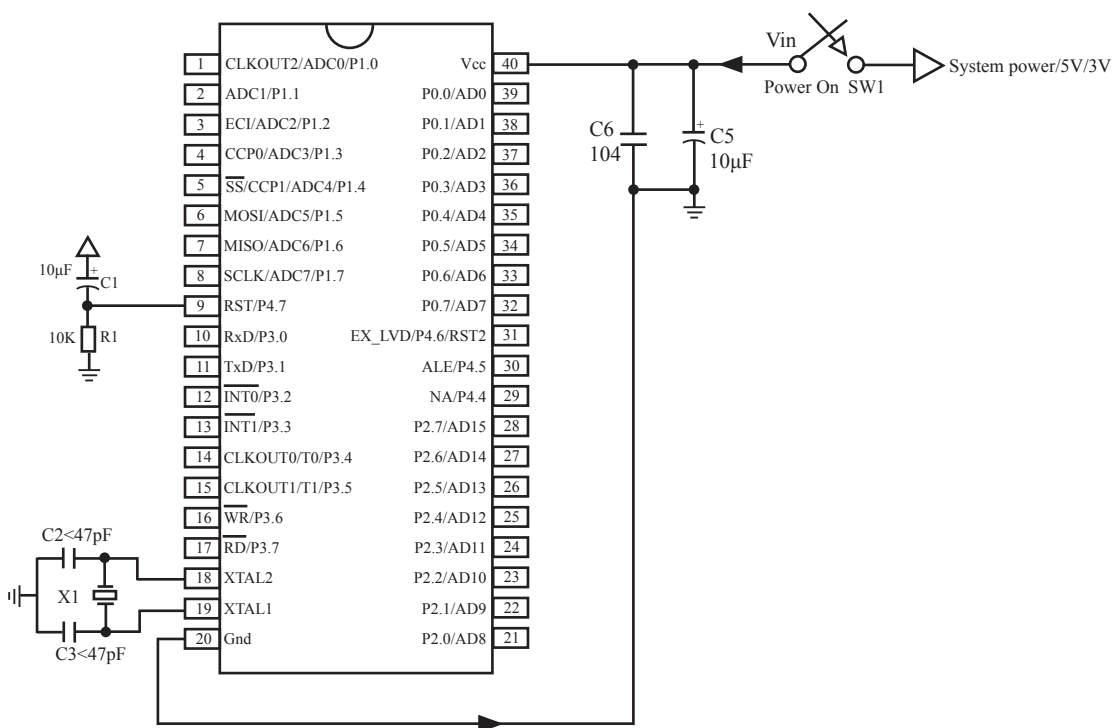 1 CLKOUT2/ADC0/P1.0
2 ADC1/P1.1
3 ECI/ADC2/P1.2
4 CCP0/ADC3/P1.3
5 SS/CCP1/ADC4/P1.4
6 MOSI/ADC5/P1.5
7 MISO/ADC6/P1.6
8 SCLK/ADC7/P1.7
9 RST/P4.7
10 RxD/P3.0
11 TxD/P3.1
12 INT0/P3.2
13 INT1/P3.3
14 CLKOUT0/T0/P3.4
15 CLKOUT1/T1/P3.5
16 WR/P3.6
17 RD/P3.7
18 XTAL2
19 XTAL1
20 Gnd
Vcc 40
P0.0/AD0 39
P0.1/AD1 38
P0.2/AD2 37
P0.3/AD3 36
P0.4/AD4 35
P0.5/AD5 34
P0.6/AD6 33
P0.7/AD7 32
EX_LVD/P4.6/RST2 31
ALE/P4.5 30
NA/P4.4 29
P2.7/AD15 28
P2.6/AD14 27
P2.5/AD13 26
P2.4/AD12 25
P2.3/AD11 24
P2.2/AD10 23
P2.1/AD9 22
P2.0/AD8 21
10μF
+
C1
10K
R1
C2<47pF
X1
C3<47pF
Vin
Power On SW1
System power/5V/3V
C6
104
+
C5
10μF